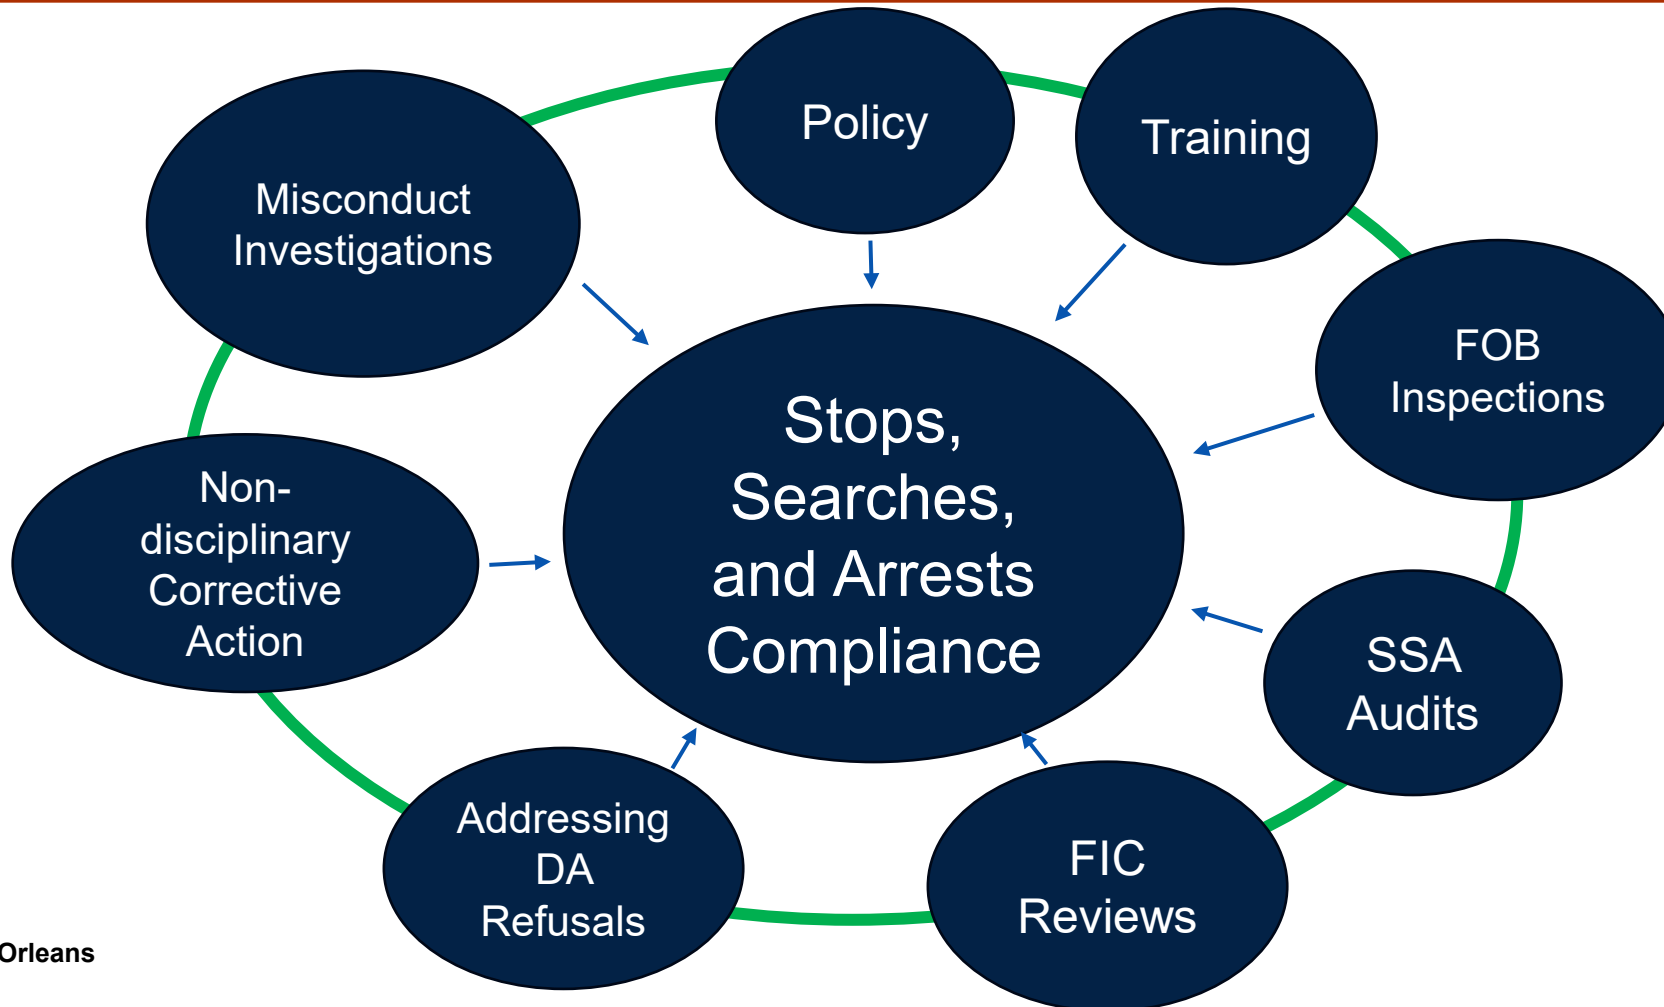 Policy
Training
Misconduct
Investigations
FOB
Inspections
Stops,
Searches,
and Arrests
Compliance
Non-
disciplinary
Corrective
Action
SSA
Audits
Addressing
DA
Refusals
FIC
Reviews
Orleans